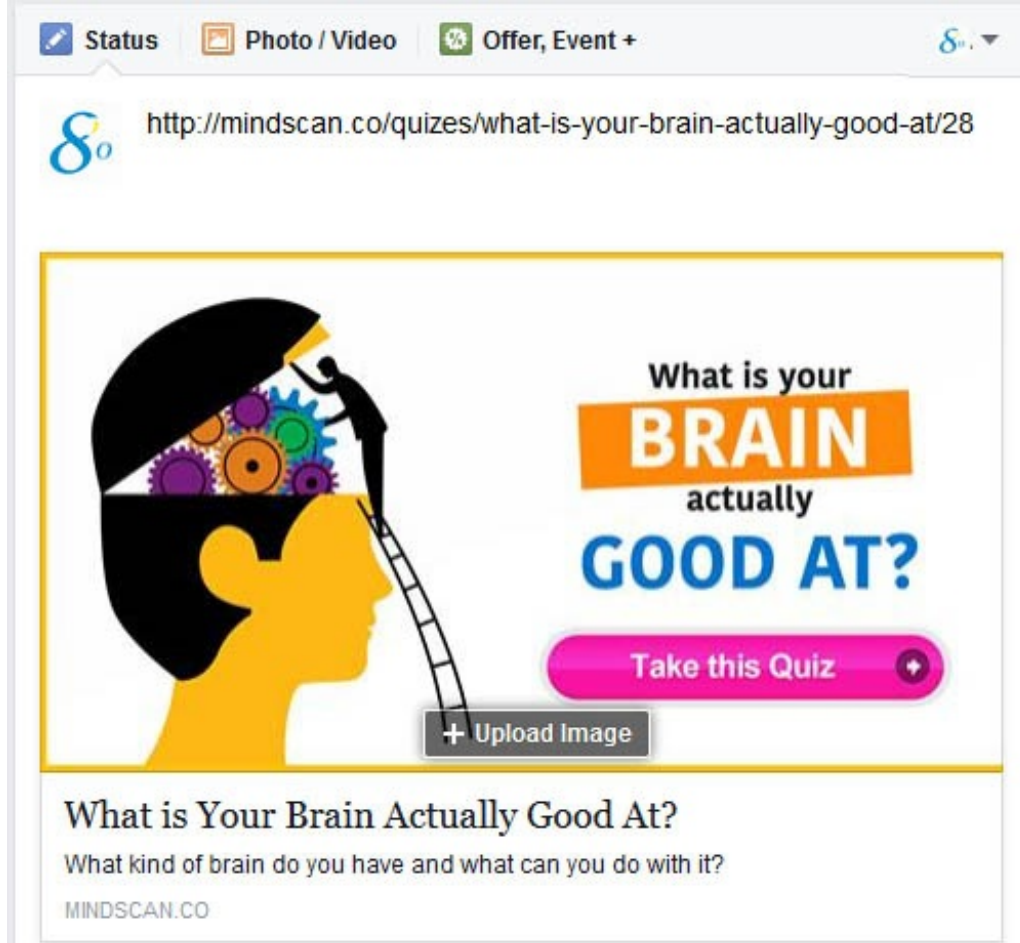 Status Photo / Video Offer, Event +
http://mindscan.co/quizes/what-is-your-brain-actually-good-at/28
What is your
BRAIN
actually
GOOD AT?
Take this Quiz
+ Upload Image
What is Your Brain Actually Good At?
What kind of brain do you have and what can you do with it?
MINDSCAN.CO